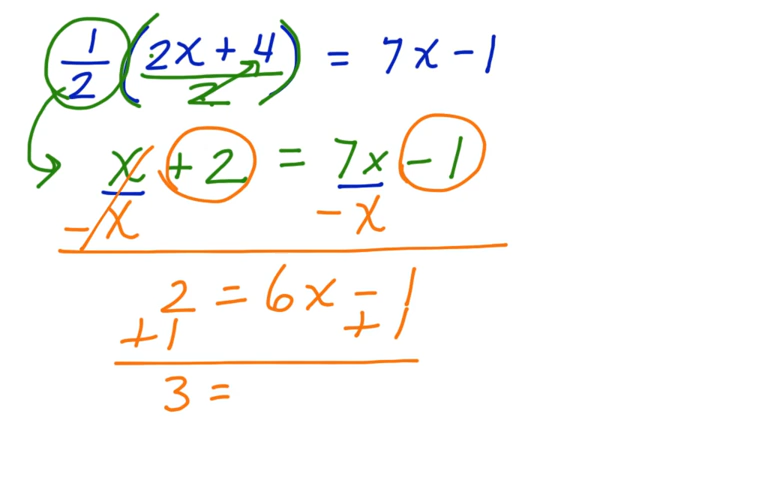 1/2 (2x + 4) = 7x - 1
2
x + 2 = 7x - 1
- x - x
2 = 6x - 1
+ 1 + 1
3 =